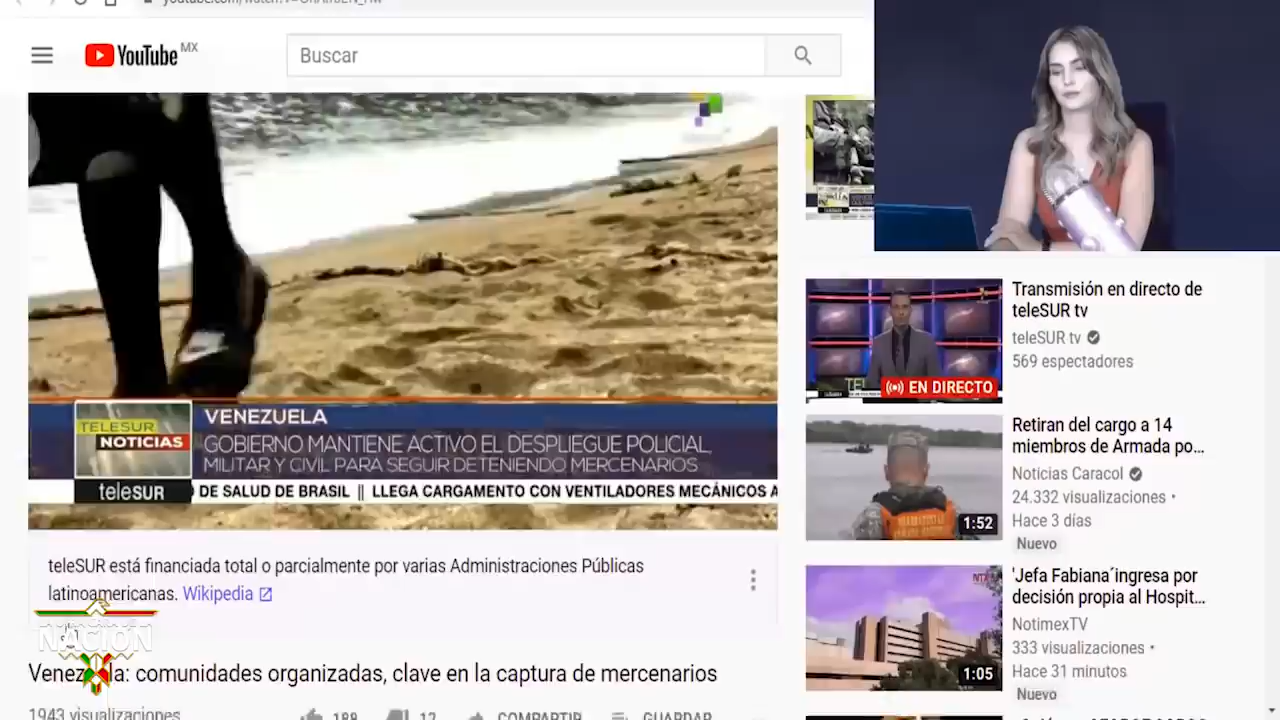 YouTube MX
Buscar
VENEZUELA
GOBIERNO MANTIENE ACTIVO EL DESPLIEGUE POLICIAL,
MILITAR Y CIVIL PARA SEGUIR DETENIENDO MERCENARIOS
TELESUR
NOTICIAS
teleSUR
DE SALUD DE BRASIL || LLEGA CARGAMENTO CON VENTILADORES MECÁNICOS A
teleSUR está financiada total o parcialmente por varias Administraciones Públicas
latinoamericanas. Wikipedia
NACIÓN
Venezuela: comunidades organizadas, clave en la captura de mercenarios
1943 visualizaciones
188
12
COMPARTIR
GUARDAR
Transmisión en directo de
teleSUR tv
teleSUR tv
569 espectadores
EN DIRECTO
Retiran del cargo a 14
miembros de Armada po...
Noticias Caracol
24.332 visualizaciones •
Hace 3 días
Nuevo
1:52
'Jefa Fabiana´ingresa por
decisión propia al Hospit...
NotimexTV
333 visualizaciones •
Hace 31 minutos
Nuevo
1:05